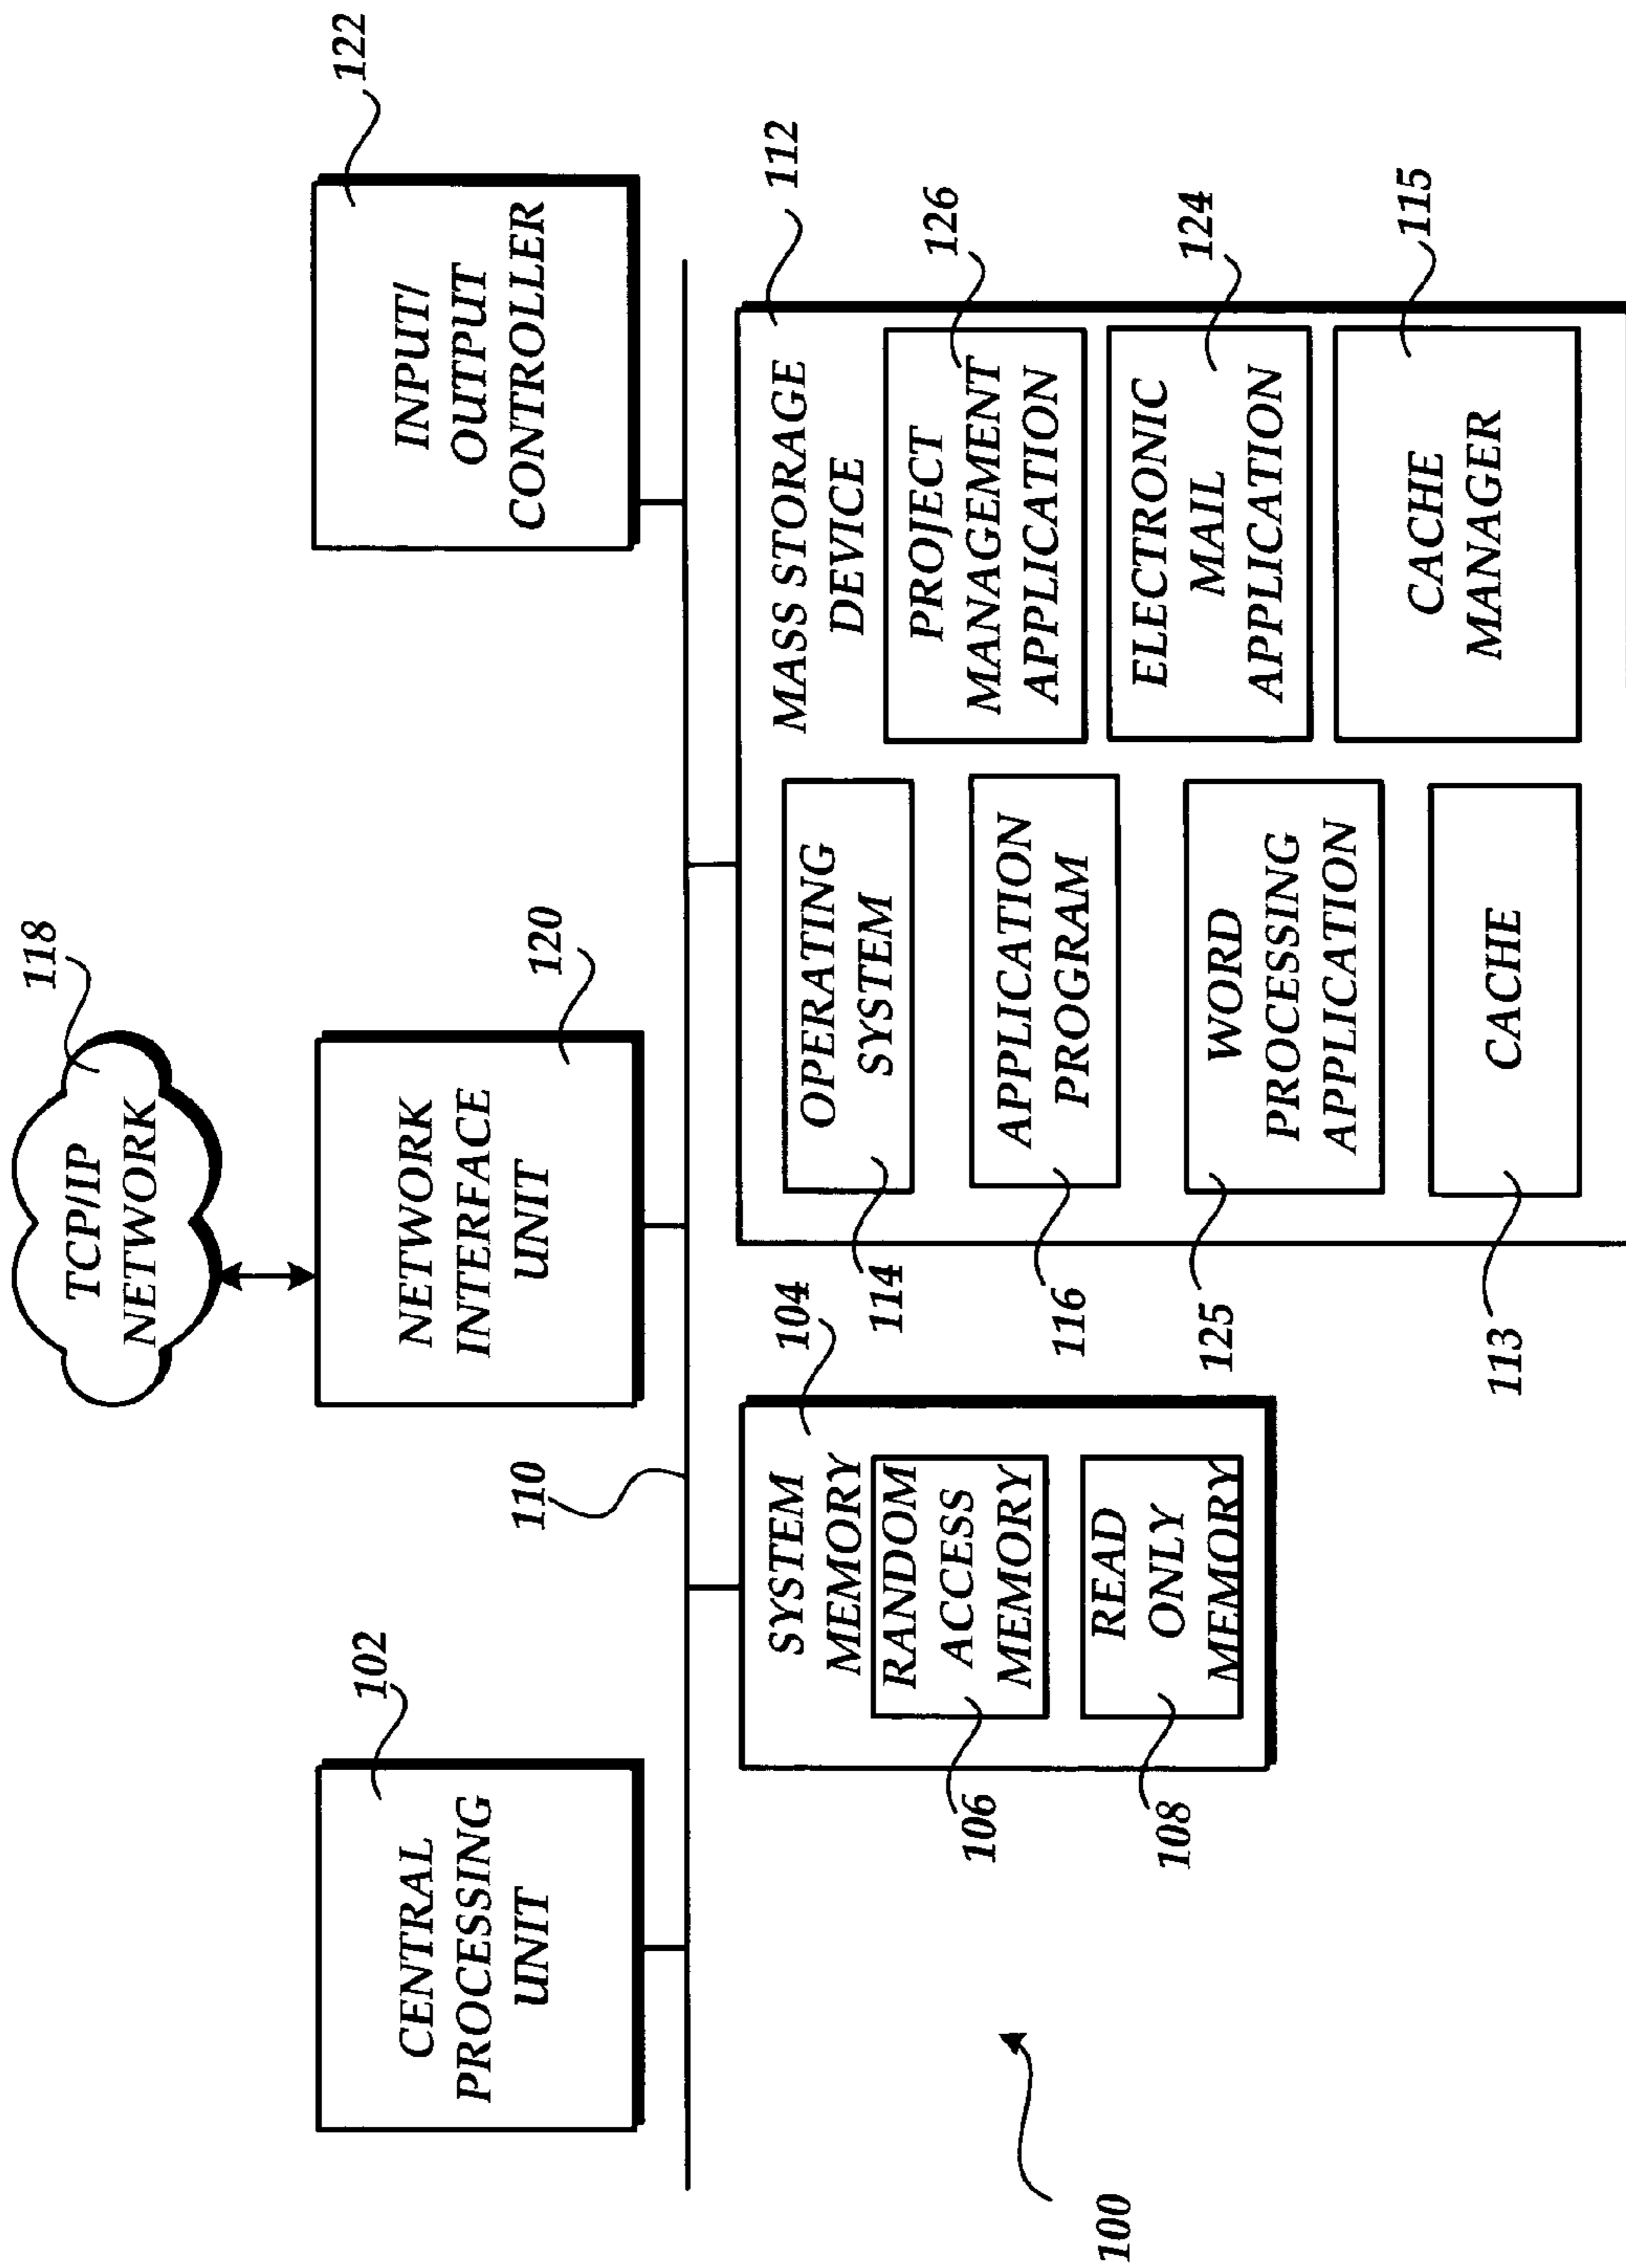 118
TCP/IP
NETWORK
102
CENTRAL
PROCESSING
UNIT
120
NETWORK
INTERFACE
UNIT
122
INPUT/
OUTPUT
CONTROLLER
110
104
SYSTEM
MEMORY
RANDOM
ACCESS
MEMORY
106
READ
ONLY
MEMORY
108
112
MASS STORAGE
DEVICE
OPERATING
SYSTEM
114
APPLICATION
PROGRAM
116
WORD
PROCESSING
APPLICATION
125
CACHE
113
PROJECT
MANAGEMENT
APPLICATION
126
ELECTRONIC
MAIL
APPLICATION
124
CACHE
MANAGER
115
100